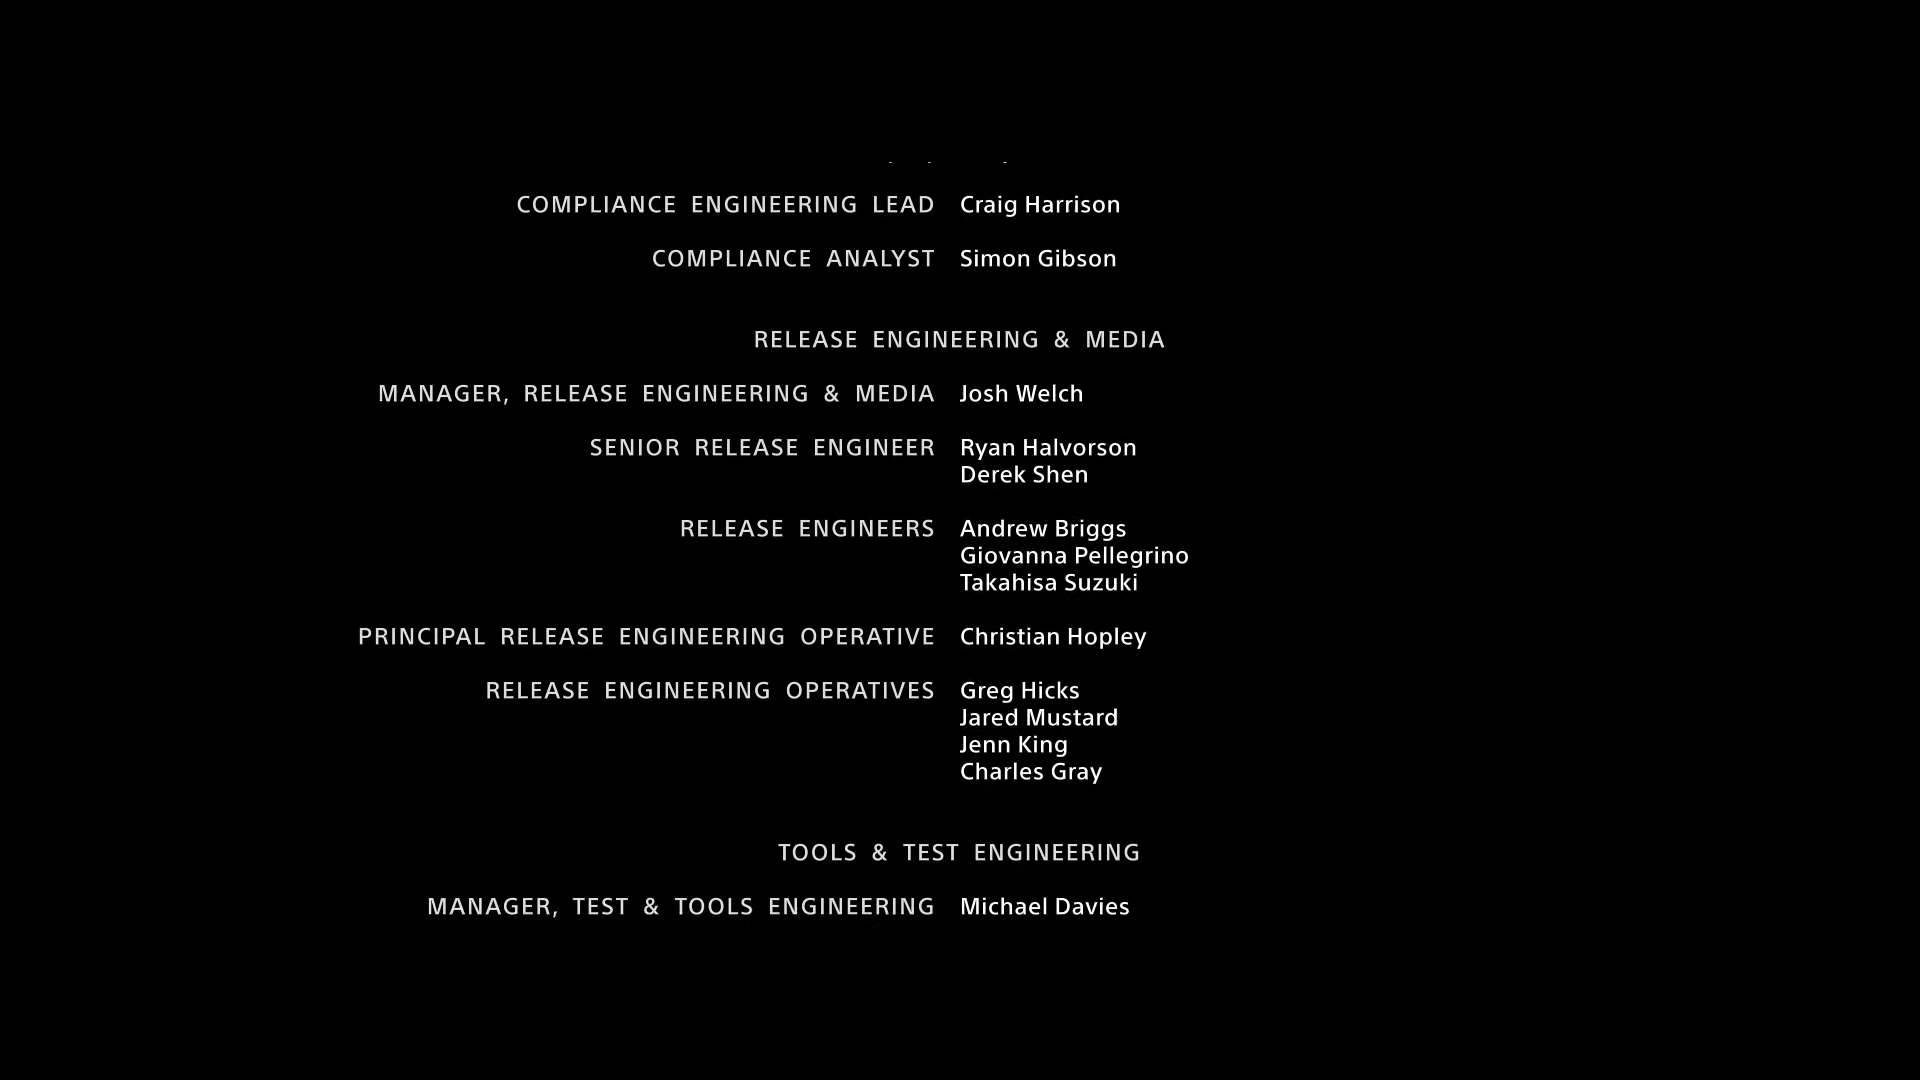 COMPLIANCE ENGINEERING LEAD Craig Harrison
COMPLIANCE ANALYST Simon Gibson
RELEASE ENGINEERING & MEDIA
MANAGER, RELEASE ENGINEERING & MEDIA Josh Welch
SENIOR RELEASE ENGINEER Ryan Halvorson
Derek Shen
RELEASE ENGINEERS Andrew Briggs
Giovanna Pellegrino
Takahisa Suzuki
PRINCIPAL RELEASE ENGINEERING OPERATIVE Christian Hopley
RELEASE ENGINEERING OPERATIVES Greg Hicks
Jared Mustard
Jenn King
Charles Gray
TOOLS & TEST ENGINEERING
MANAGER, TEST & TOOLS ENGINEERING Michael Davies